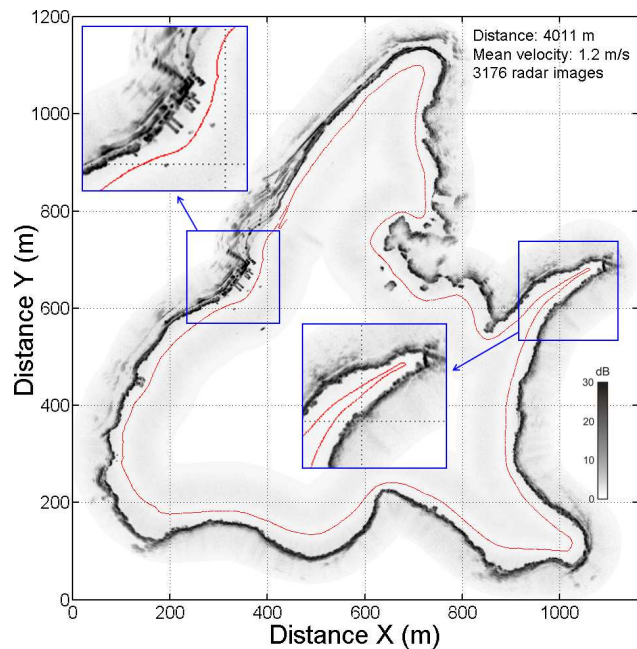 Distance: 4011 m
Mean velocity: 1.2 m/s
3176 radar images
1200
1000
800
600
400
200
0
Distance Y (m)
dB
30
20
10
0
0 200 400 600 800 1000
Distance X (m)